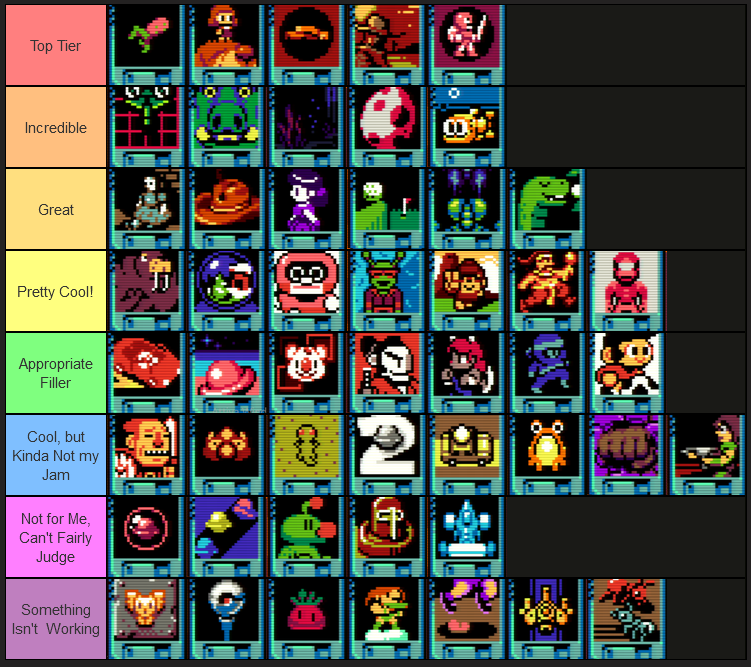 Top Tier
Incredible
Great
Pretty Cool!
Appropriate
Filler
Cool, but
Kinda Not my
Jam
Not for Me,
Can't Fairly
Judge
Something
Isn't Working
2